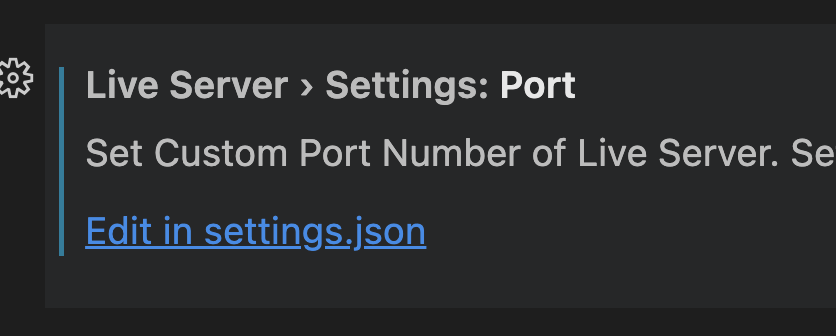 Live Server › Settings: Port
Set Custom Port Number of Live Server. Se
Edit in settings.json